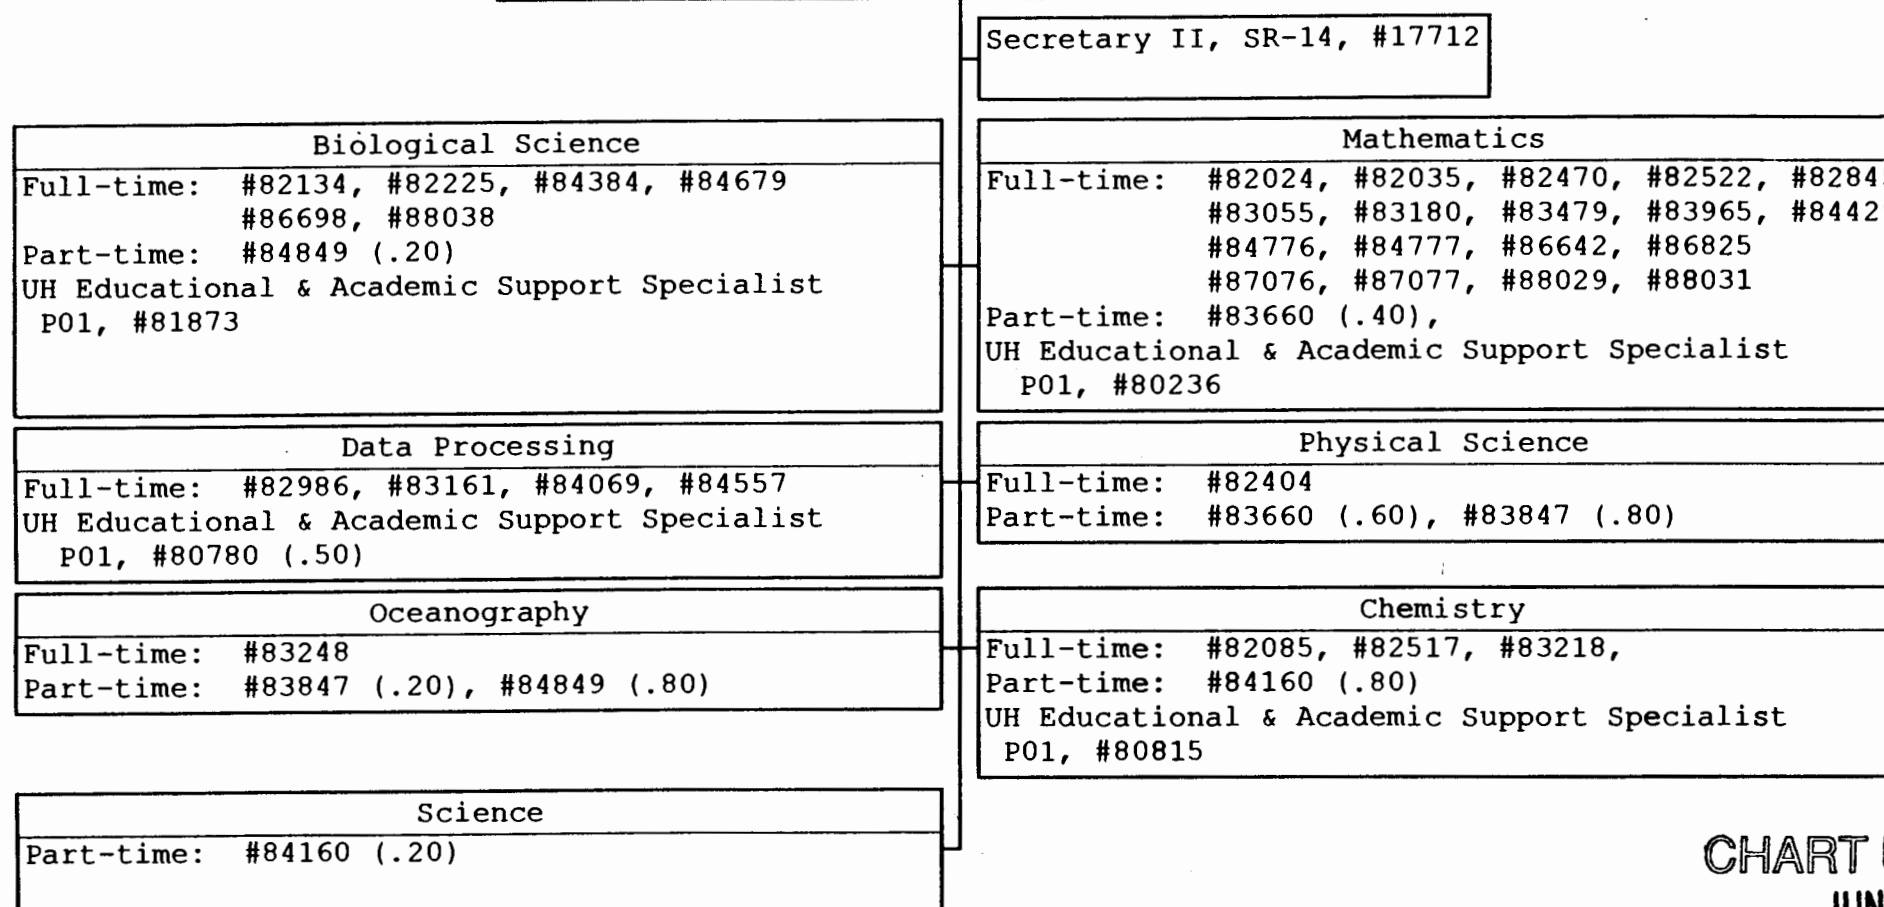 Secretary II, SR-14, #17712
Biological Science
Full-time: #82134, #82225, #84384, #84679
#86698, #88038
Part-time: #84849 (.20)
UH Educational & Academic Support Specialist
P01, #81873
Mathematics
Full-time: #82024, #82035, #82470, #82522,
#83055, #83180, #83479, #83965, #8442
#84776, #84777, #86642, #86825
#87076, #87077, #88029, #88031
Part-time: #83660 (.40),
UH Educational & Academic Support Specialist
P01, #80236
Data Processing
Full-time: #82986, #83161, #84069, #84557
UH Educational & Academic Support Specialist
P01, #80780 (.50)
Physical Science
Full-time: #82404
Part-time: #83660 (.60), #83847 (.80)
Oceanography
Full-time: #83248
Part-time: #83847 (.20), #84849 (.80)
Chemistry
Full-time: #82085, #82517, #83218,
Part-time: #84160 (.80)
UH Educational & Academic Support Specialist
P01, #80815
Science
Part-time: #84160 (.20)
CHART